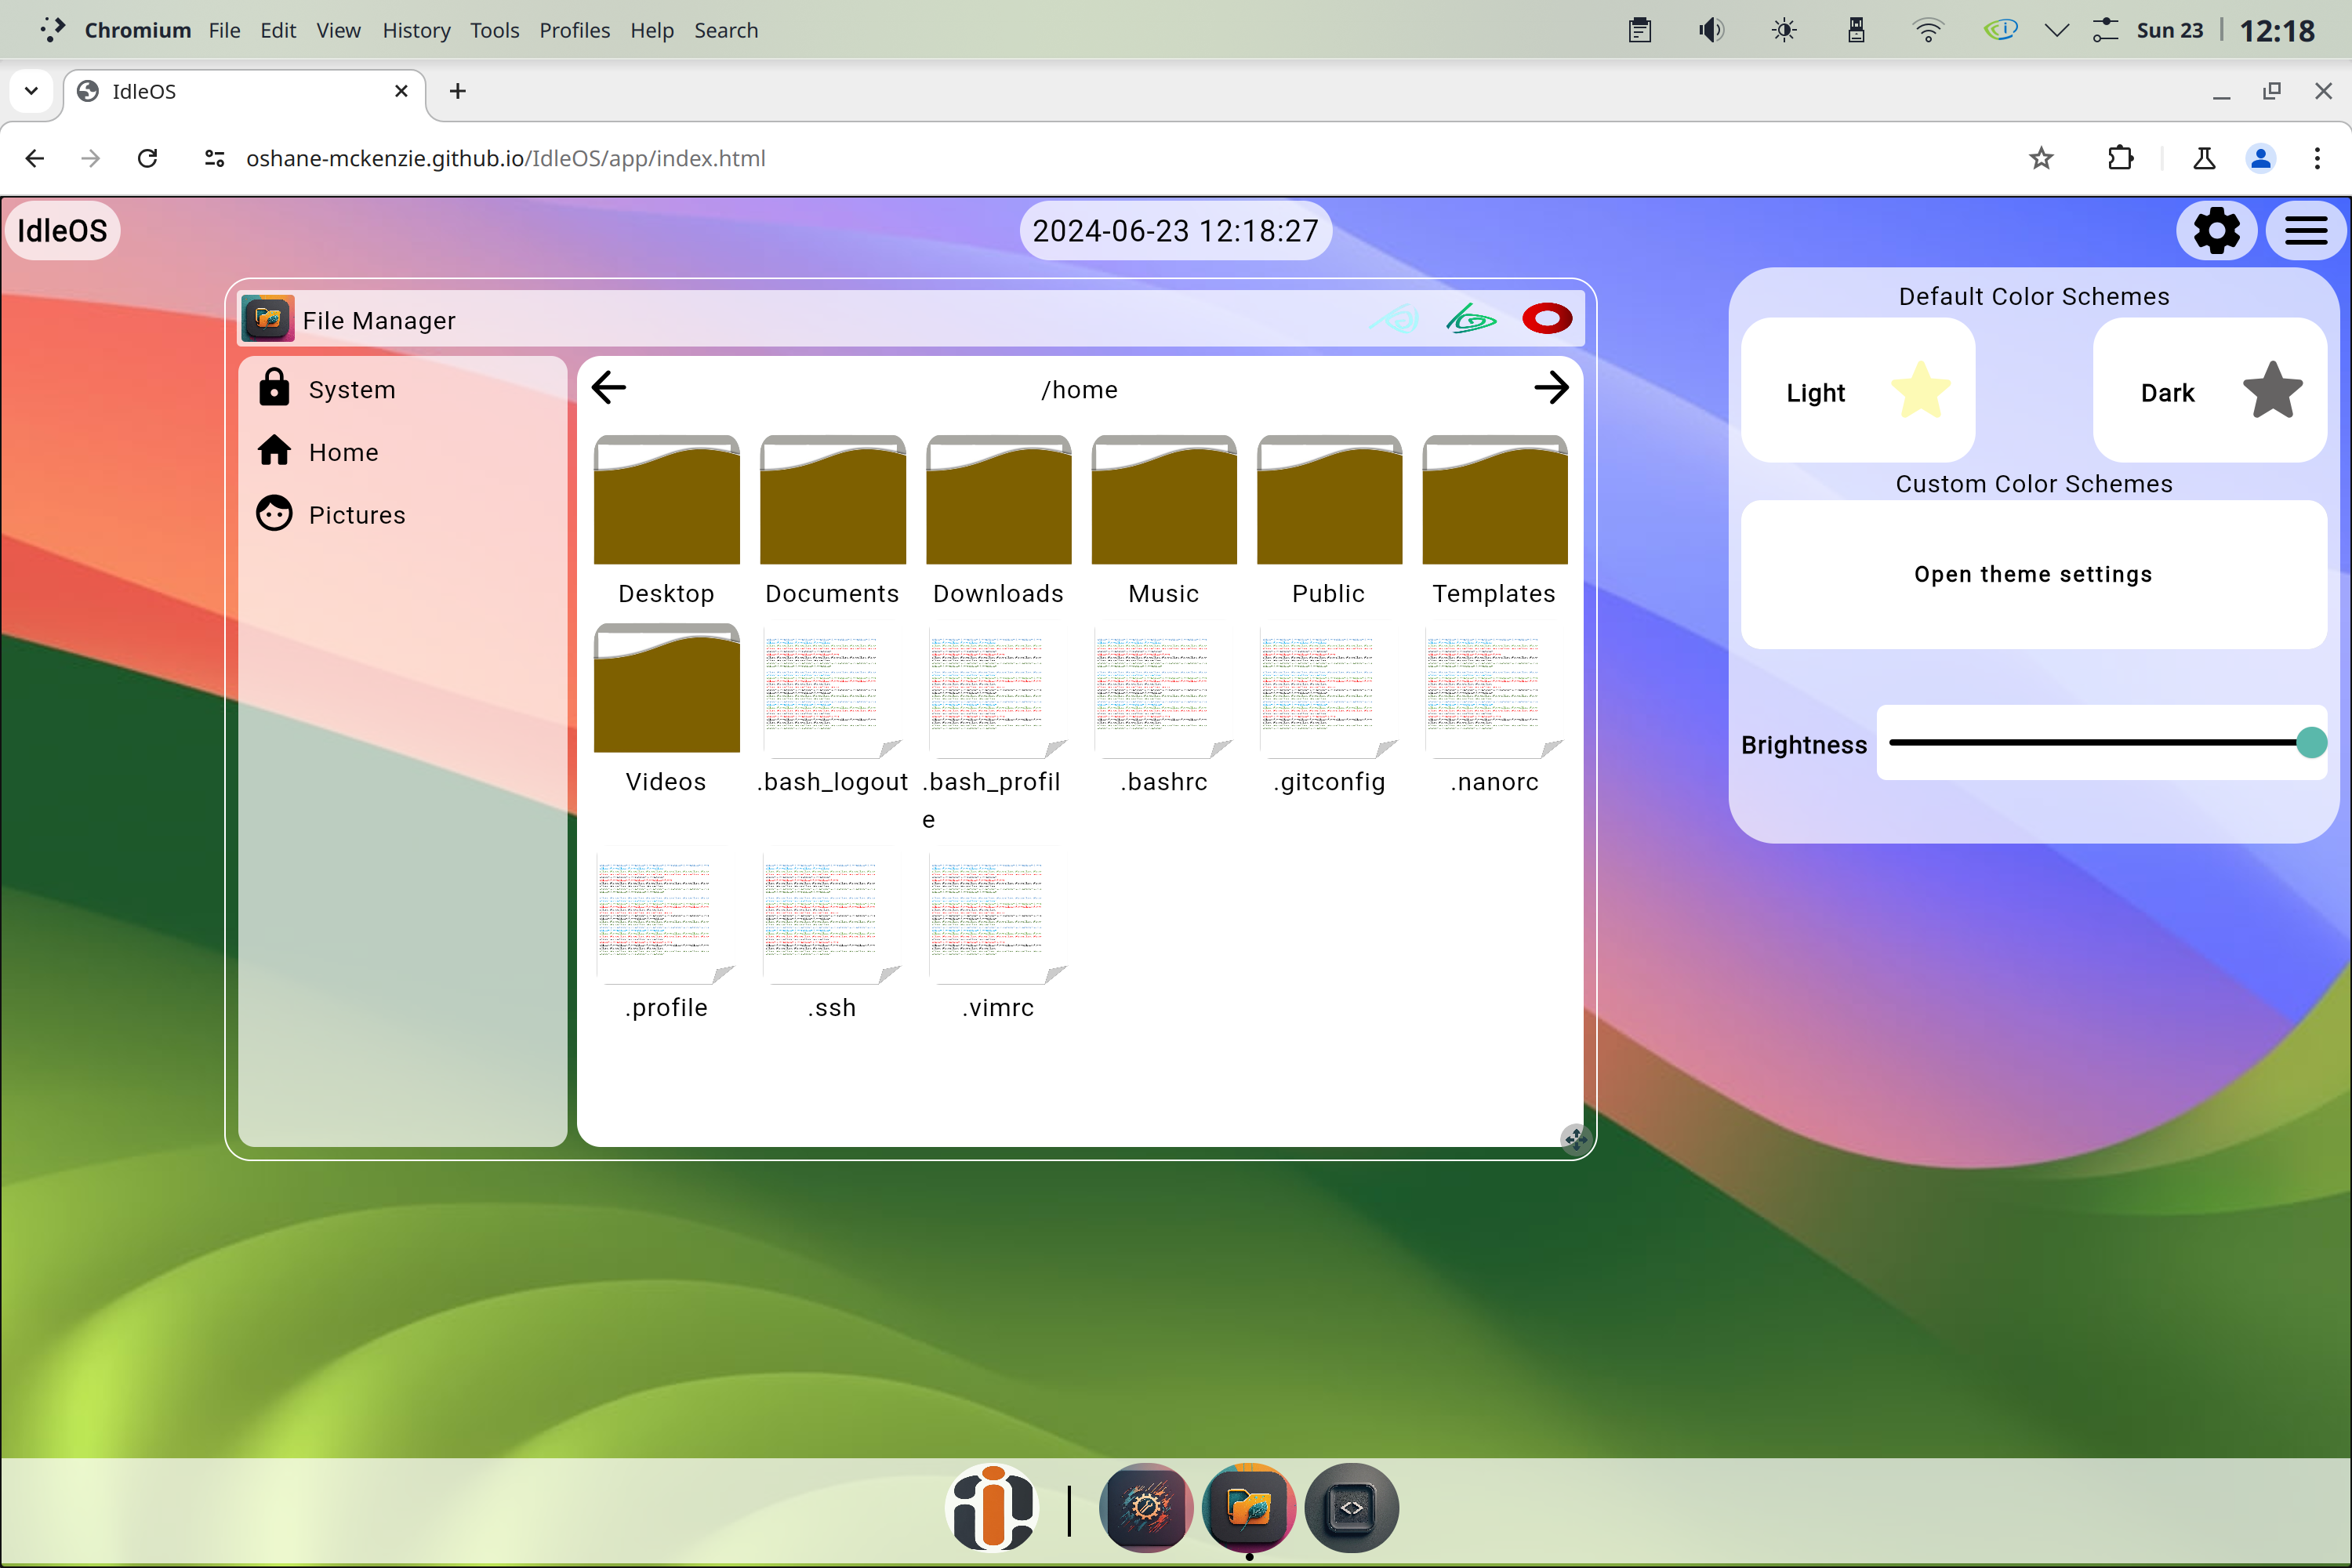 Chromium File Edit View History Tools Profiles Help Search Sun 23 12:18
IdleOS
oshane-mckenzie.github.io/IdleOS/app/index.html
IdleOS 2024-06-23 12:18:27
File Manager
System
Home
Pictures
/home
Desktop Documents Downloads Music Public Templates
Videos .bash_logout .bash_profil .bashrc .gitconfig .nanorc
e
.profile .ssh .vimrc
Default Color Schemes
Light Dark
Custom Color Schemes
Open theme settings
Brightness